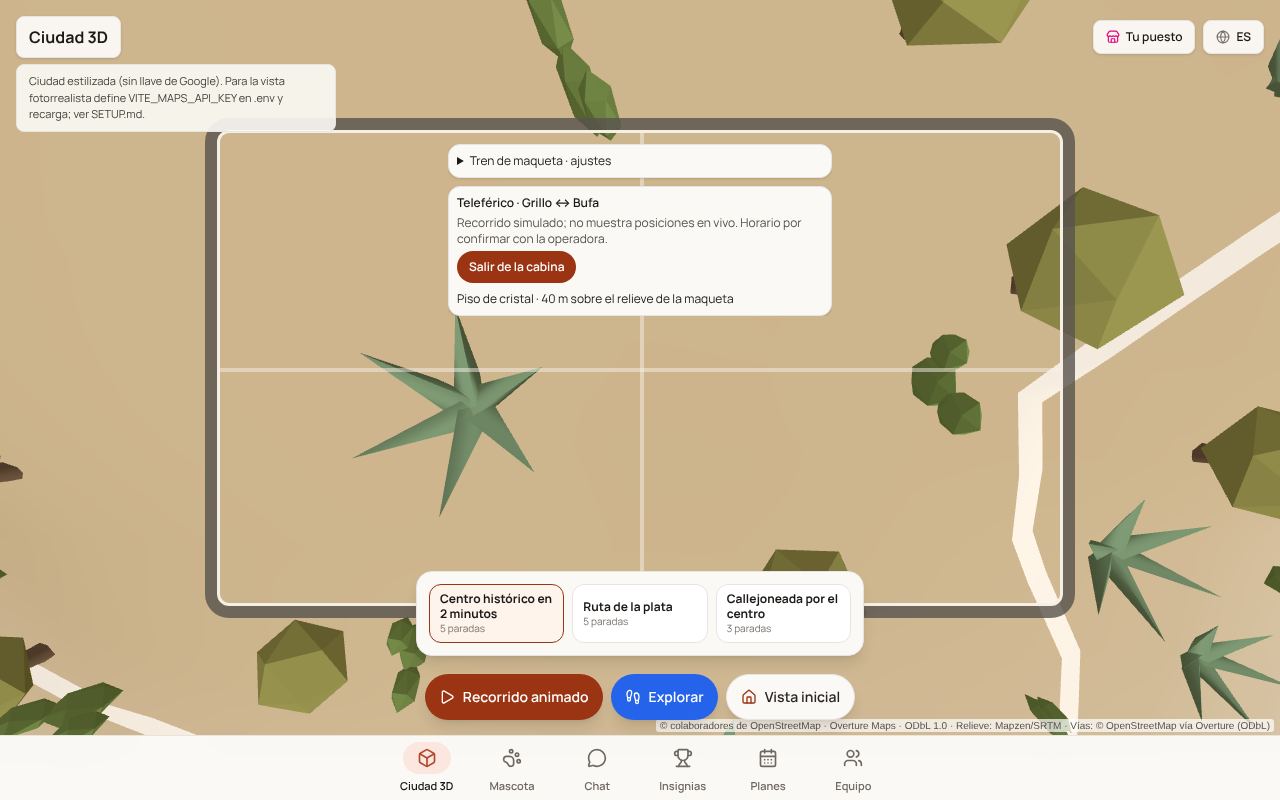 Ciudad 3D
Tu puesto
ES
Ciudad estilizada (sin llave de Google). Para la vista
fotorrealista define VITE_MAPS_API_KEY en .env y
recarga; ver SETUP.md.
Tren de maqueta · ajustes
Teleférico · Grillo ↔ Bufa
Recorrido simulado; no muestra posiciones en vivo. Horario por
confirmar con la operadora.
Salir de la cabina
Piso de cristal · 40 m sobre el relieve de la maqueta
Centro histórico en
2 minutos
5 paradas
Ruta de la plata
5 paradas
Callejoneada por el
centro
3 paradas
Recorrido animado
Explorar
Vista inicial
© colaboradores de OpenStreetMap · Overture Maps · ODbL 1.0 · Relieve: Mapzen/SRTM · Vías: © OpenStreetMap vía Overture (ODbL)
Ciudad 3D
Mascota
Chat
Insignias
Planes
Equipo